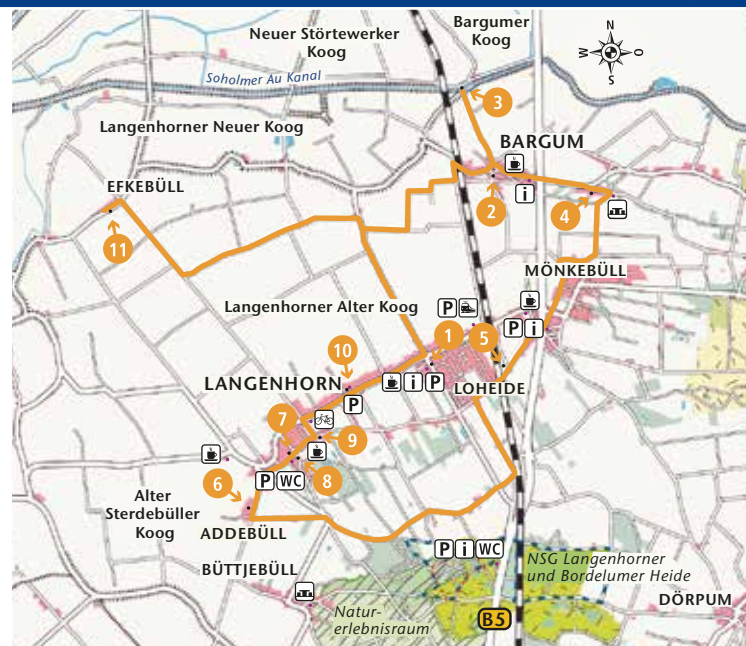 Neuer Störtewerker
Koog
Bargumer
Koog
N
W
O
S
Soholmer Au Kanal
3
Langenhorner Neuer Koog
BARGUM
i
2
4
EFKEBÜLL
11
MÖNKEBÜLL
Langenhorner Alter Koog
P
P i
1
5
10
LANGENHORN
i P
P
LOHEIDE
7
9
8
P WC
6
Alter
Sterdebüller
Koog
ADDEBÜLL
BÜTTJEBÜLL
P i WC
NSG Langenhorner
und Bordelumer Heide
DÖRPUM
Natur-
erlebnisraum
B5